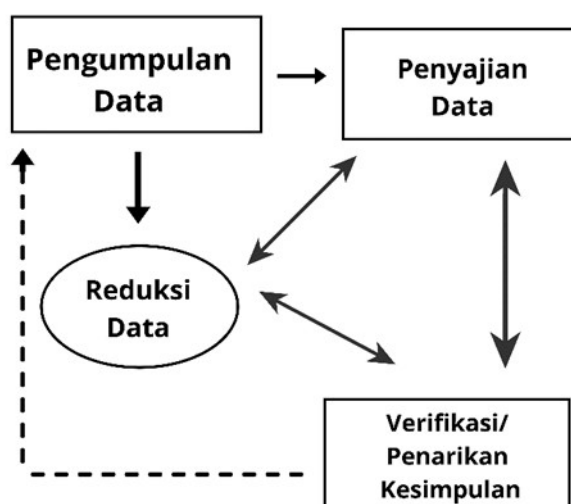 Pengumpulan
Data
Penyajian
Data
Reduksi
Data
Verifikasi/
Penarikan
Kesimpulan